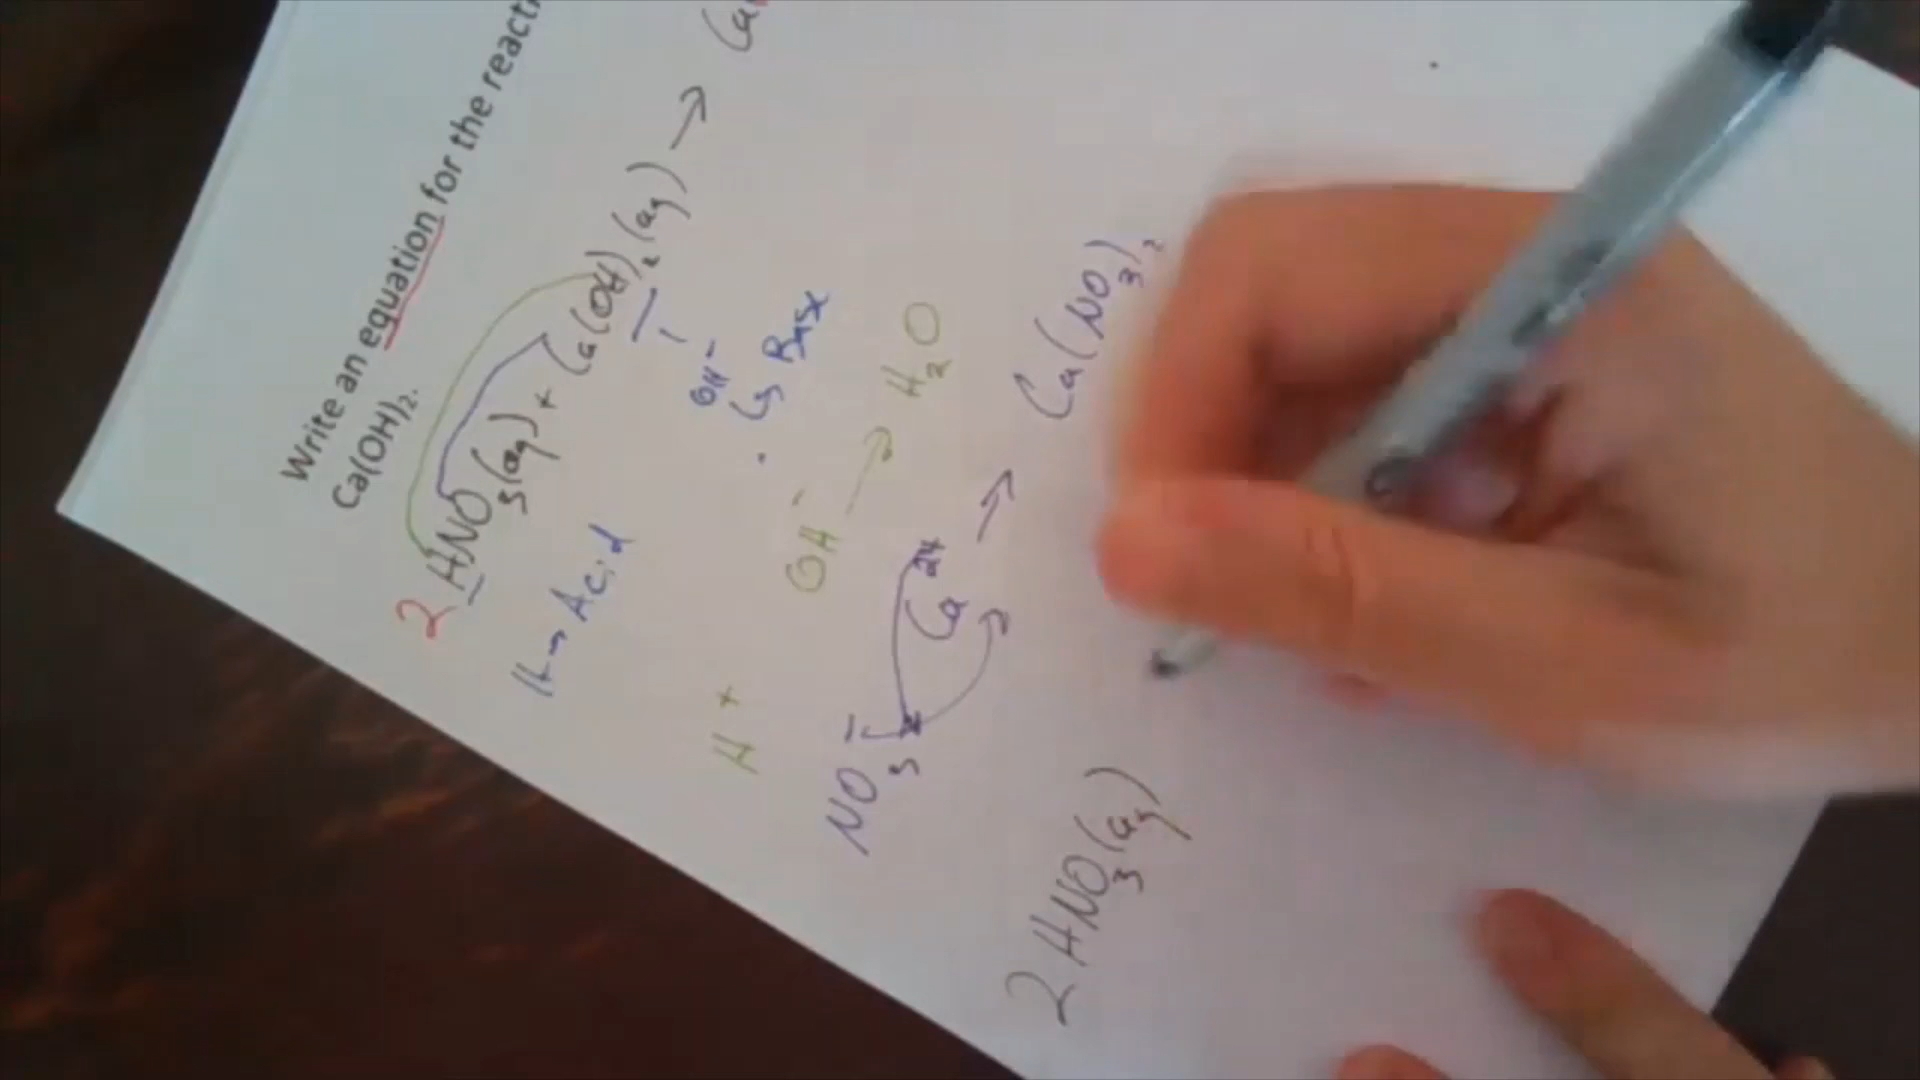 Write an equation for the
Ca(OH)₂.
2 HNO₃(aq) + Ca(OH)₂(aq) → Ca
H → Acid
OH⁻
↳ Base
H⁺ OH⁻ → H₂O
NO₃⁻ Ca²⁺ → Ca(NO₃)₂
2 HNO₃(aq)